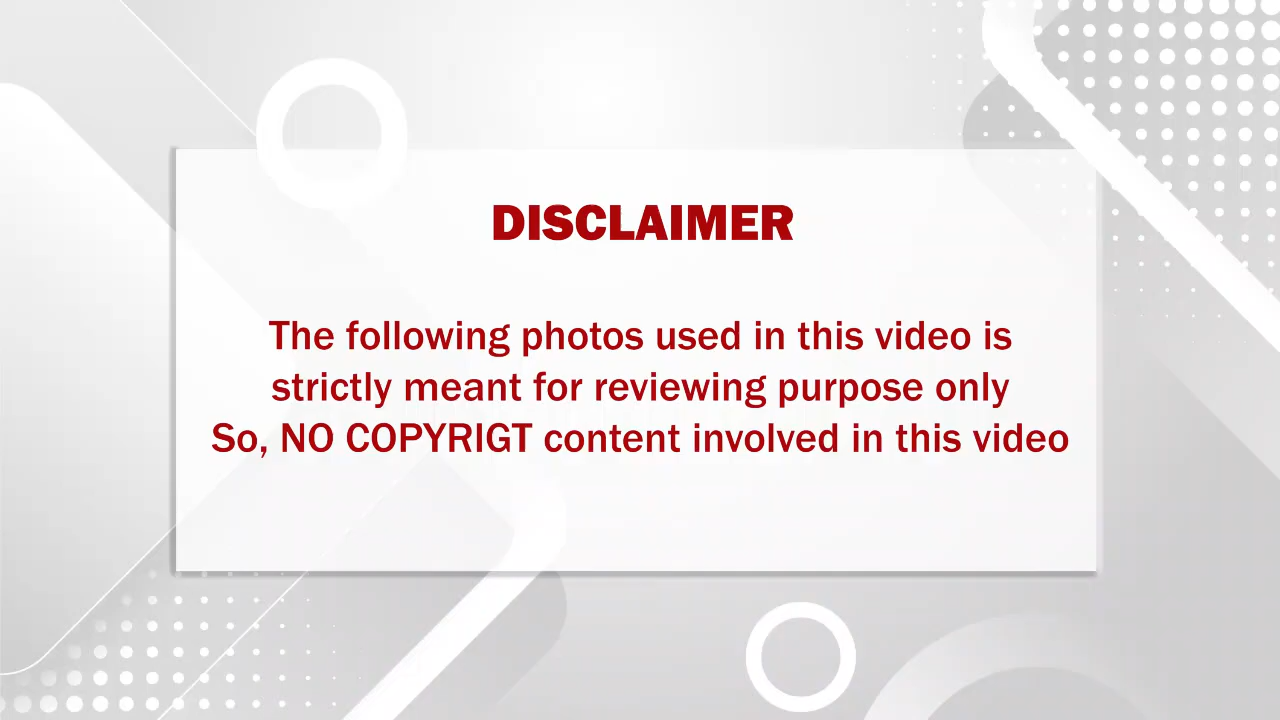 DISCLAIMER
The following photos used in this video is
strictly meant for reviewing purpose only
So, NO COPYRIGT content involved in this video